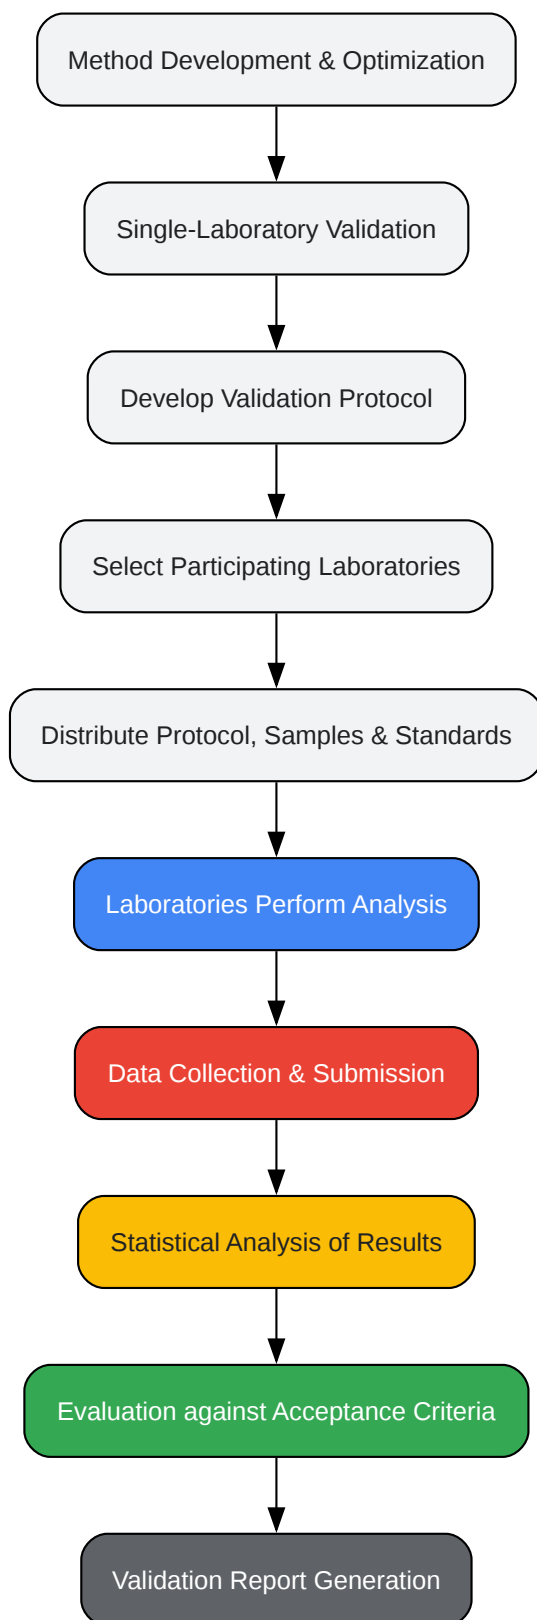 Method Development & Optimization
Single-Laboratory Validation
Develop Validation Protocol
Select Participating Laboratories
Distribute Protocol, Samples & Standards
Laboratories Perform Analysis
Data Collection & Submission
Statistical Analysis of Results
Evaluation against Acceptance Criteria
Validation Report Generation